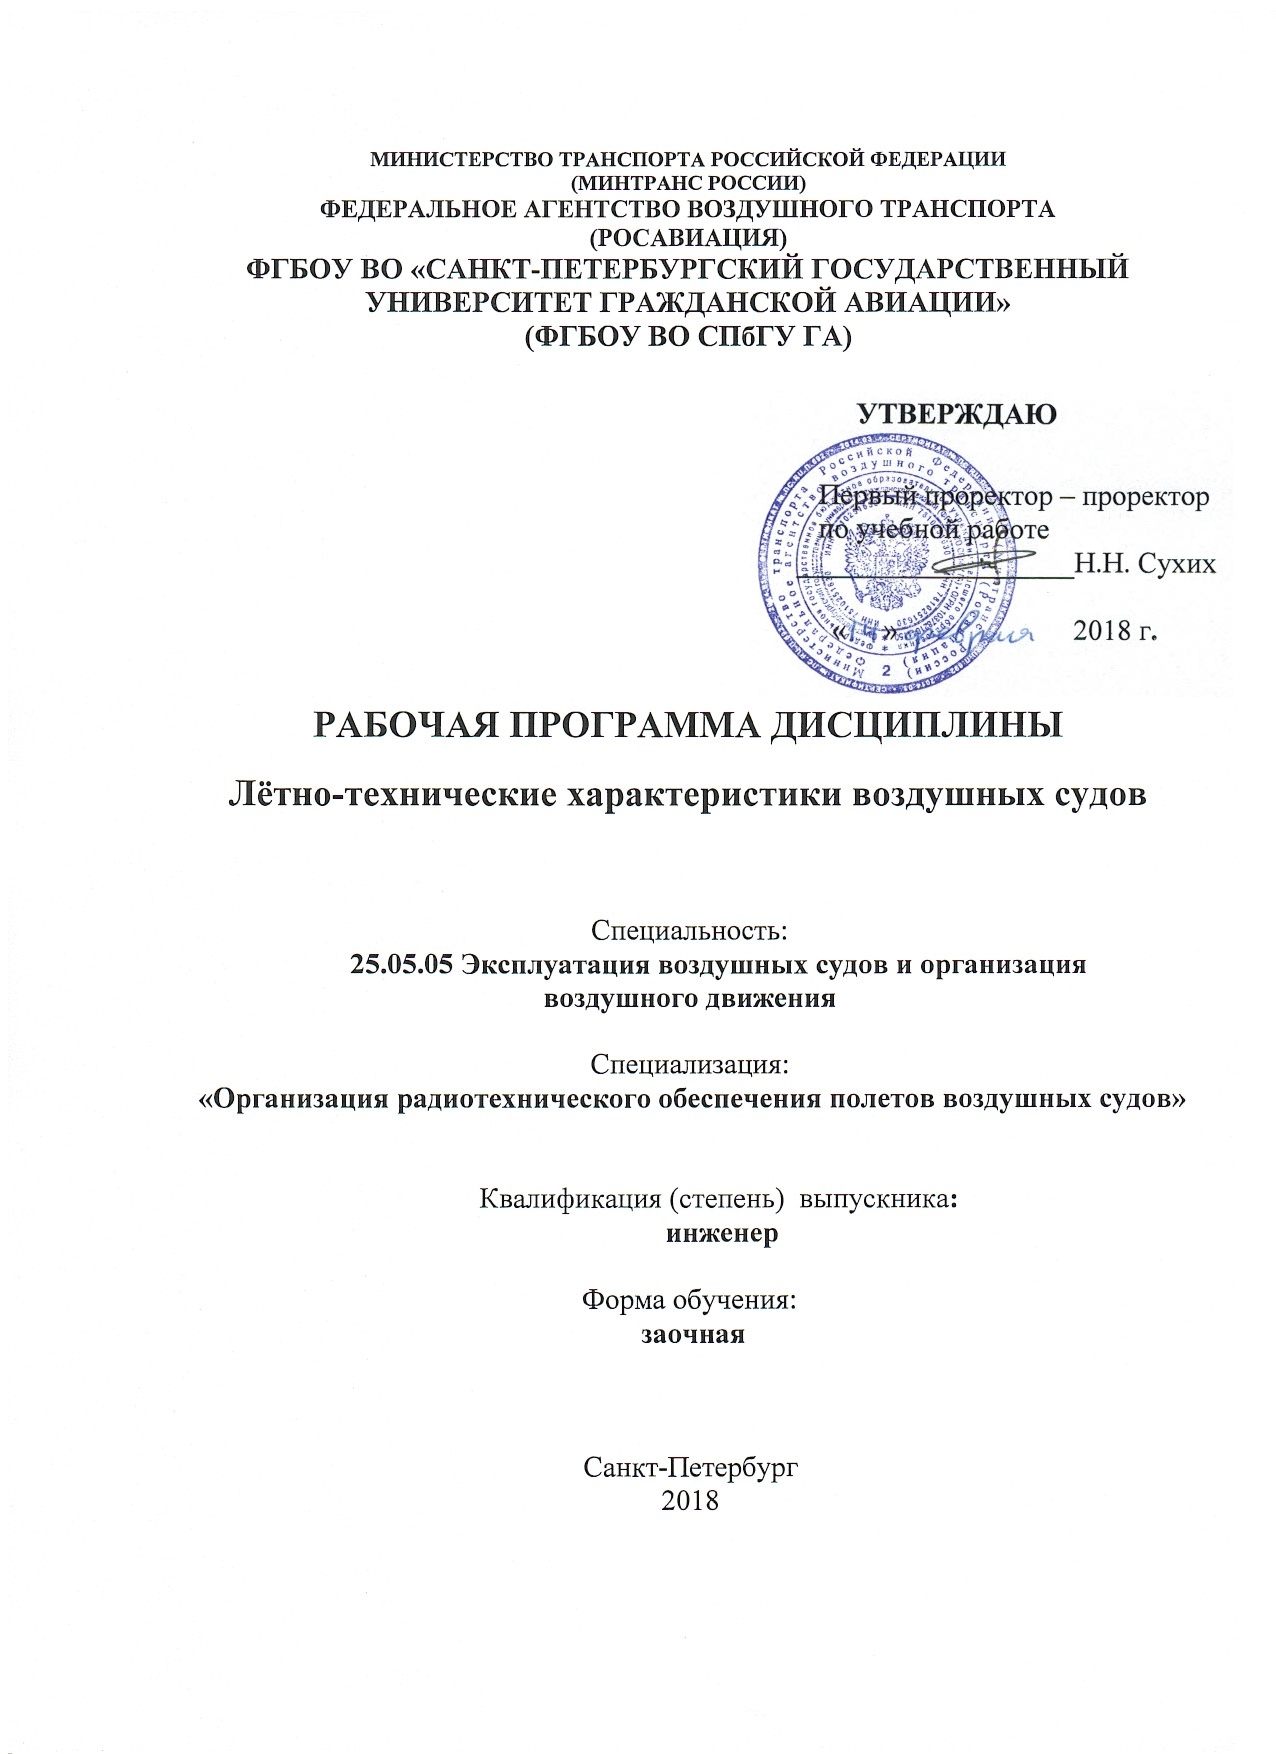 МИНИСТЕРСТВО ТРАНСПОРТА РОССИЙСКОЙ ФЕДЕРАЦИИ
(МИНТРАНС РОССИИ)
ФЕДЕРАЛЬНОЕ АГЕНТСТВО ВОЗДУШНОГО ТРАНСПОРТА
(РОСАВИАЦИЯ)
ФГБОУ ВО «САНКТ-ПЕТЕРБУРГСКИЙ ГОСУДАРСТВЕННЫЙ
УНИВЕРСИТЕТ ГРАЖДАНСКОЙ АВИАЦИИ»
(ФГБОУ ВО СПбГУ ГА)
УТВЕРЖДАЮ
Первый проректор – проректор
по учебной работе
Н.Н. Сухих
« » февраля 2018 г.
РАБОЧАЯ ПРОГРАММА ДИСЦИПЛИНЫ
Лётно-технические характеристики воздушных судов
Специальность:
25.05.05 Эксплуатация воздушных судов и организация
воздушного движения
Специализация:
«Организация радиотехнического обеспечения полетов воздушных судов»
Квалификация (степень) выпускника:
инженер
Форма обучения:
заочная
Санкт-Петербург
2018